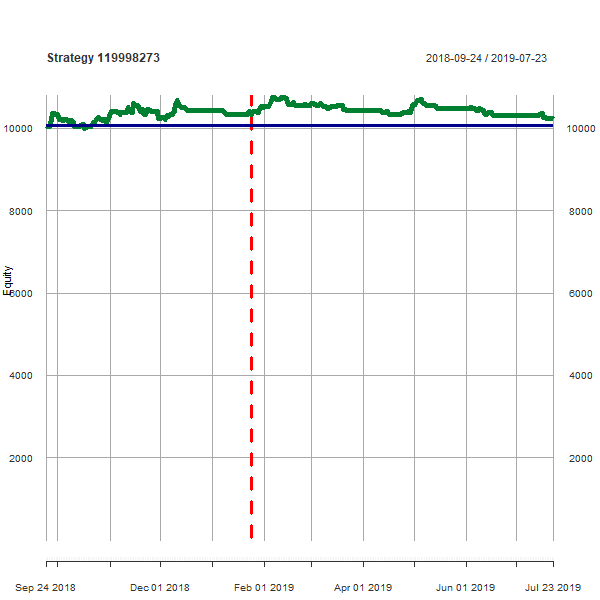 Strategy 119998273
2018-09-24 / 2019-07-23
Equity
10000
10000
8000
8000
6000
6000
4000
4000
2000
2000
Sep 24 2018
Dec 01 2018
Feb 01 2019
Apr 01 2019
Jun 01 2019
Jul 23 2019